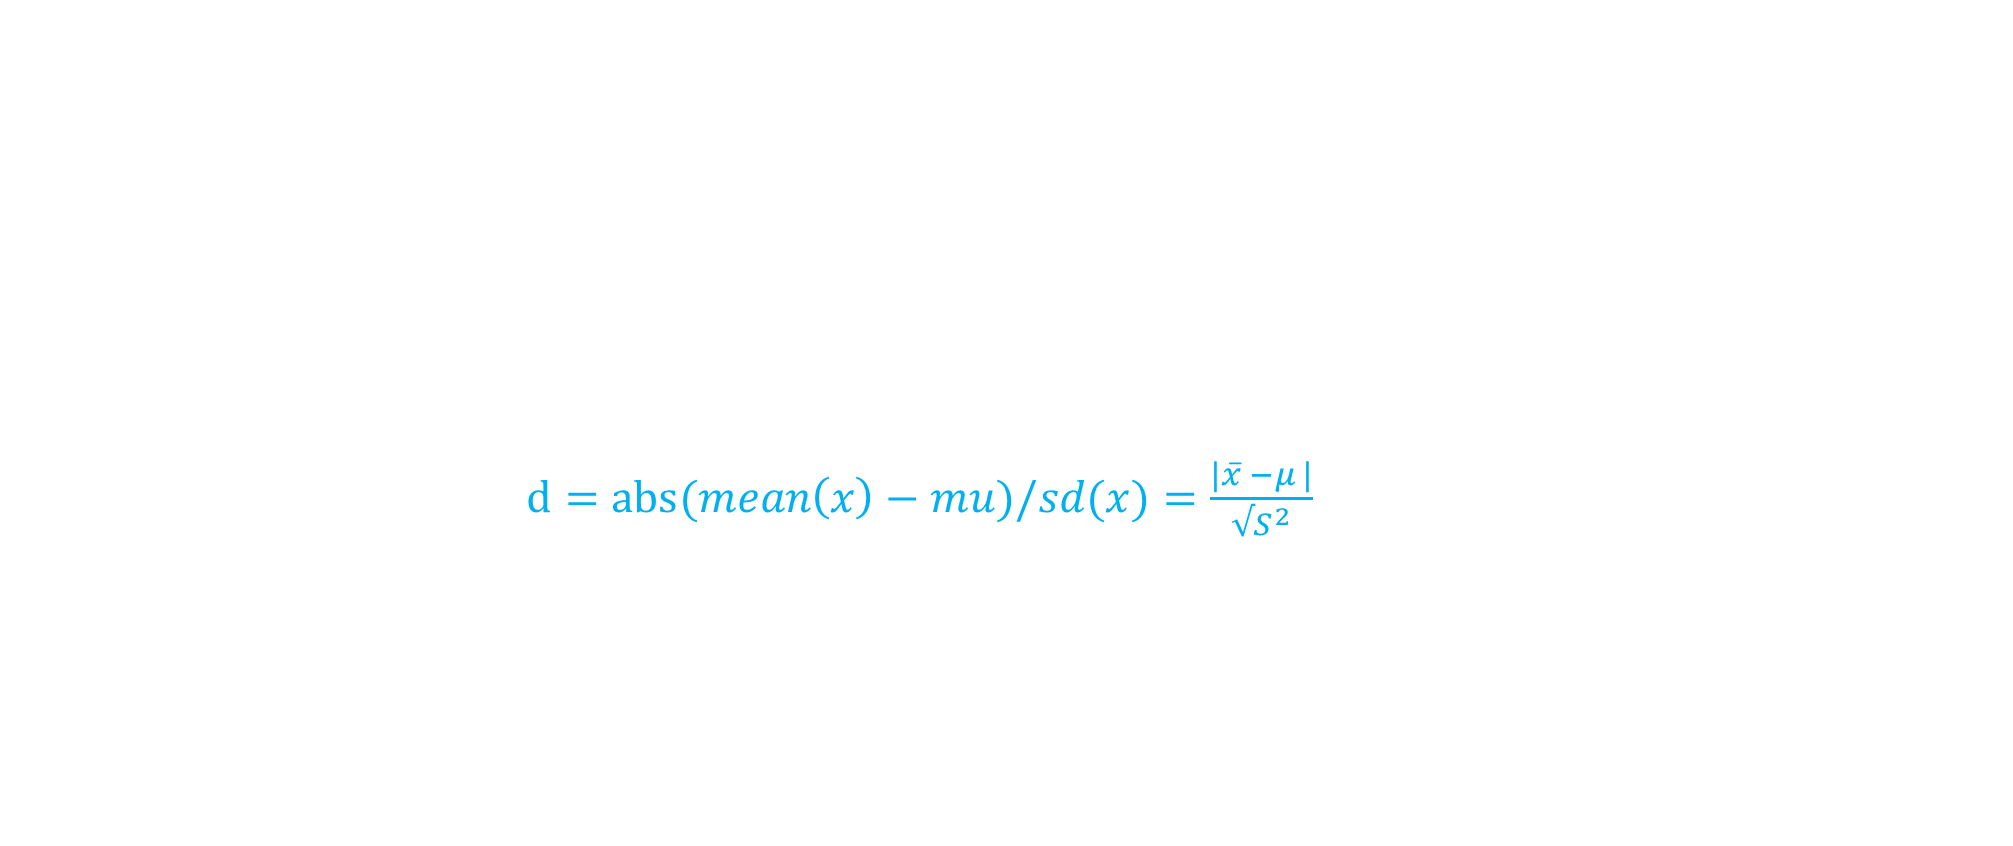 d = abs(mean(x) − mu)/sd(x) = |x̄ − μ| / √S²